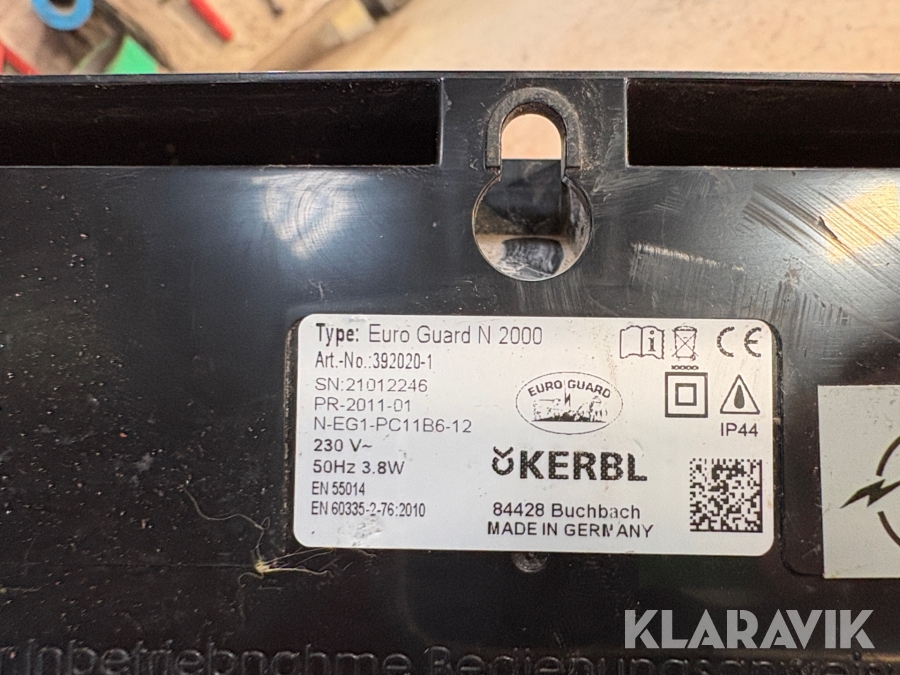 Type: Euro Guard N 2000
Art.-No.:392020-1
SN:21012246
PR-2011-01
N-EG1-PC11B6-12
230 V~
50Hz 3.8W
EN 55014
EN 60335-2-76:2010
EURO GUARD
CE
IP44
KERBL
84428 Buchbach
MADE IN GERMANY
KLARAVIK
Inbetriebnahme